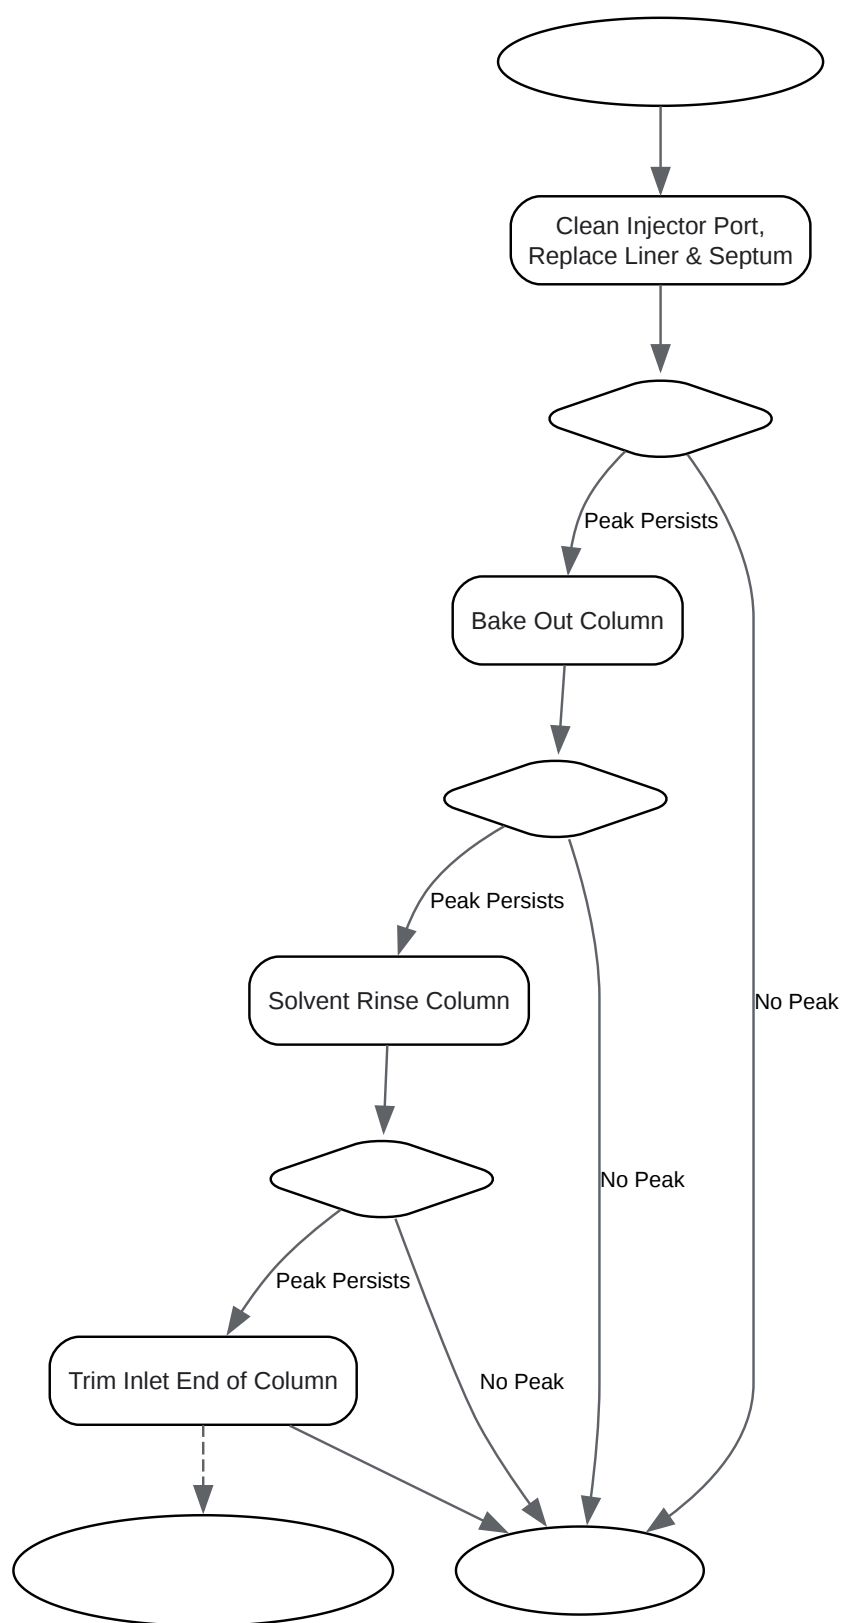 Clean Injector Port,
Replace Liner & Septum
Peak Persists
Bake Out Column
Peak Persists
Solvent Rinse Column
No Peak
No Peak
Peak Persists
Trim Inlet End of Column
No Peak